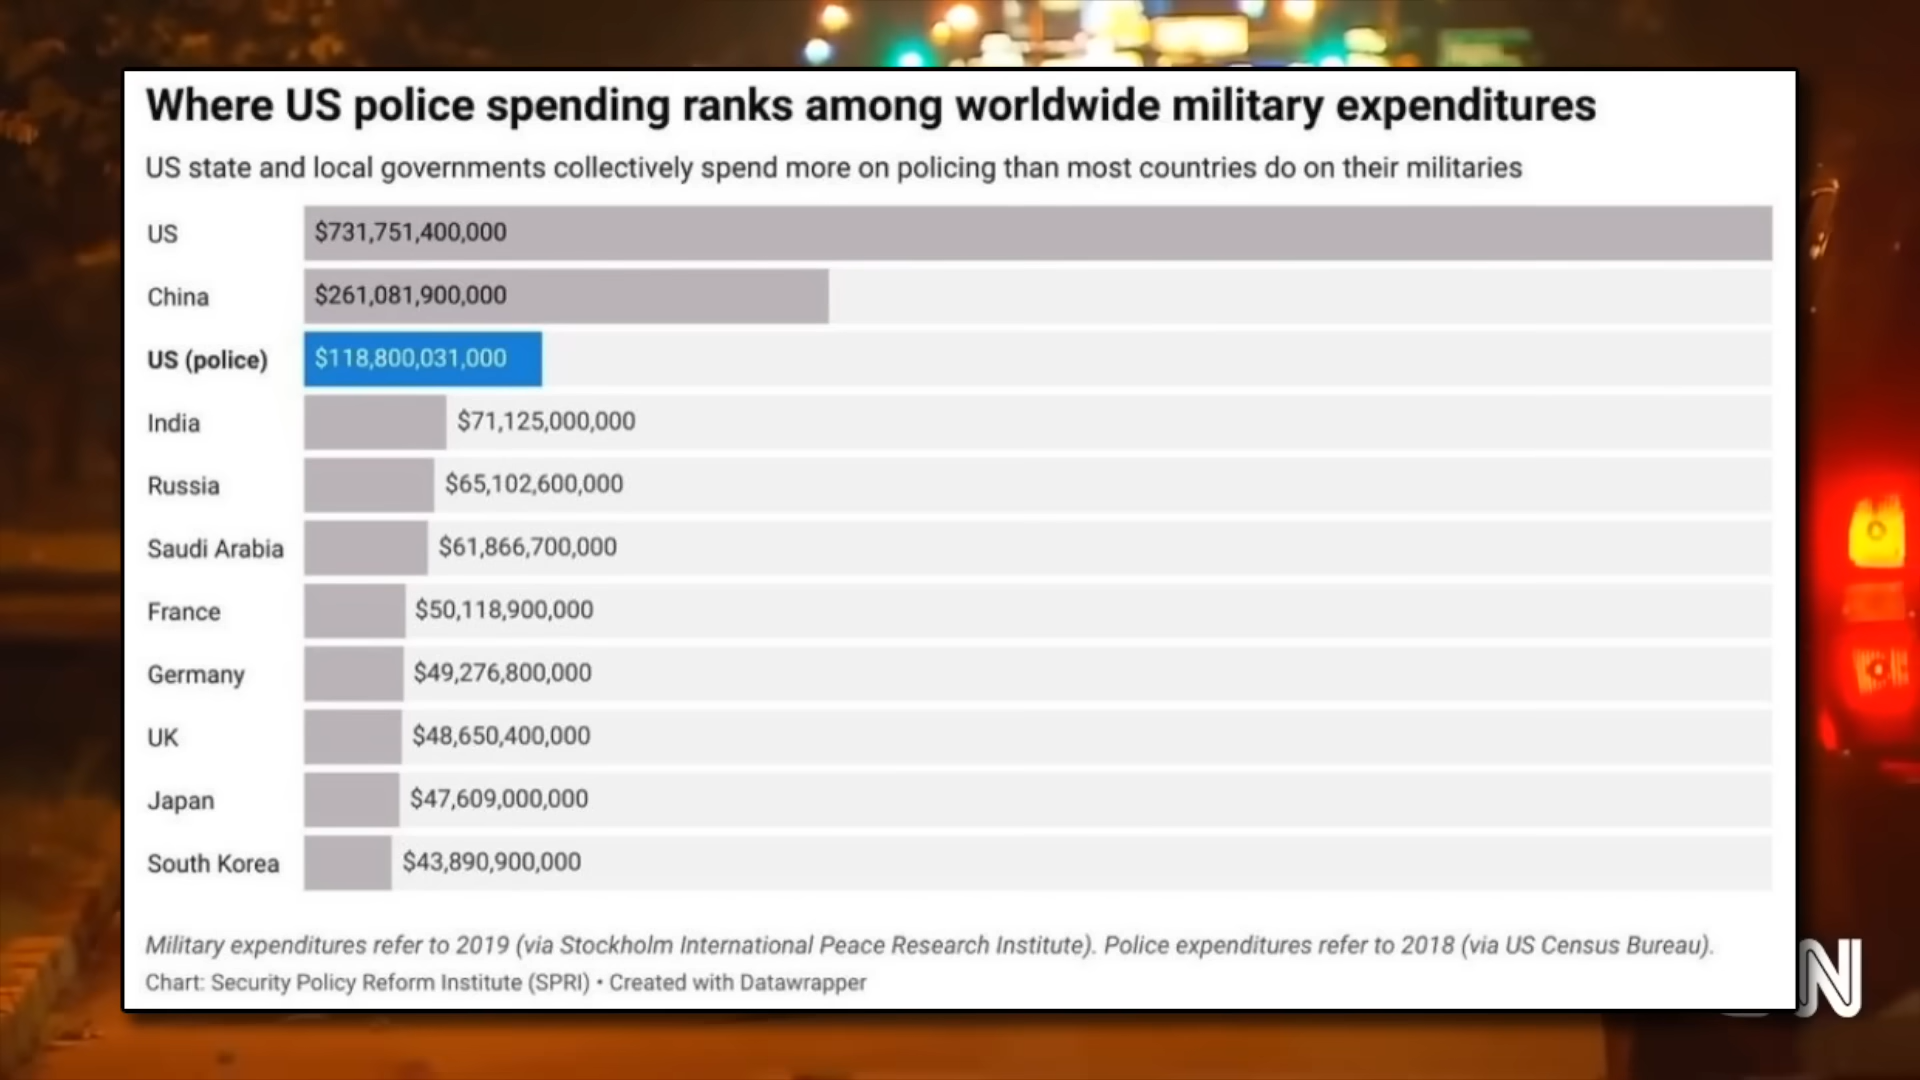 Where US police spending ranks among worldwide military expenditures
US state and local governments collectively spend more on policing than most countries do on their militaries
US $731,751,400,000
China $261,081,900,000
US (police) $118,800,031,000
India $71,125,000,000
Russia $65,102,600,000
Saudi Arabia $61,866,700,000
France $50,118,900,000
Germany $49,276,800,000
UK $48,650,400,000
Japan $47,609,000,000
South Korea $43,890,900,000
Military expenditures refer to 2019 (via Stockholm International Peace Research Institute). Police expenditures refer to 2018 (via US Census Bureau).
Chart: Security Policy Reform Institute (SPRI) • Created with Datawrapper